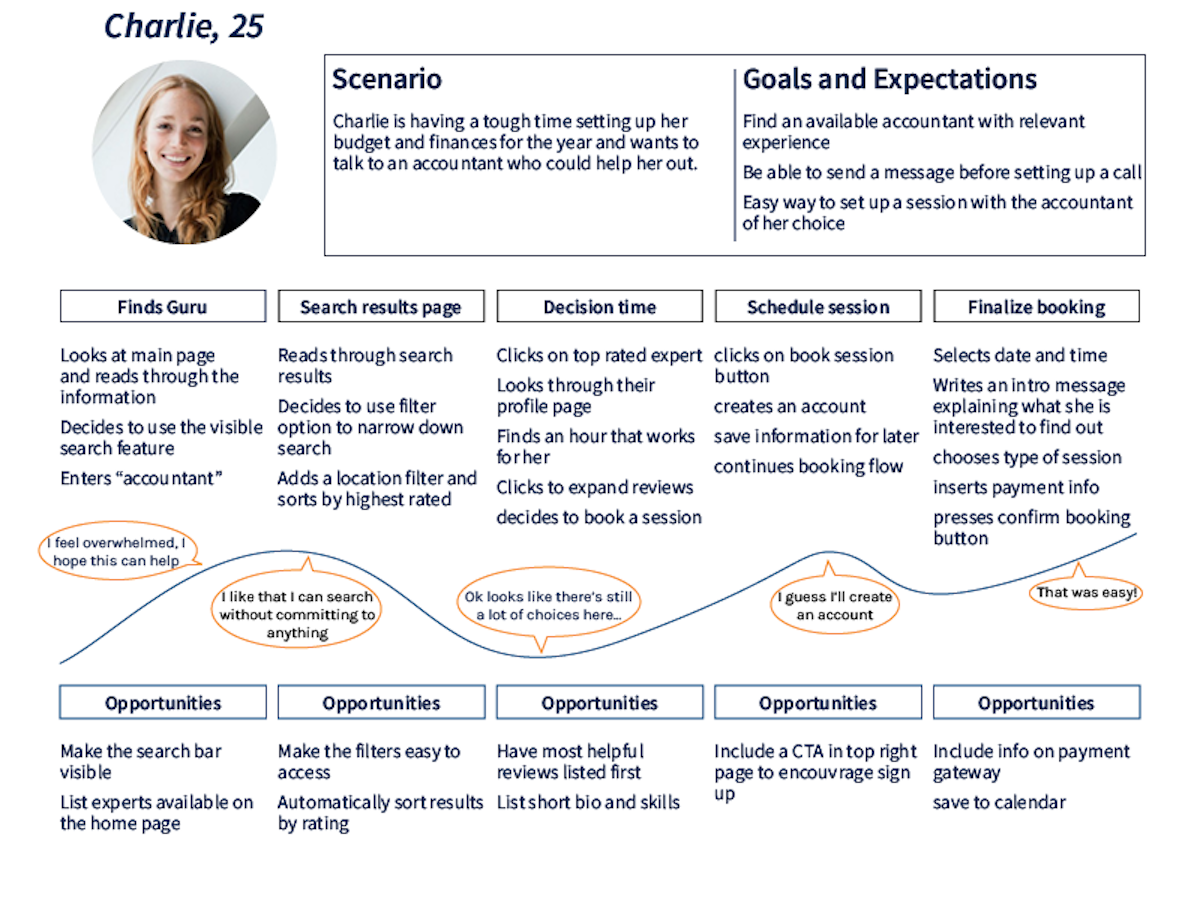 Charlie, 25
Scenario
Charlie is having a tough time setting up her
budget and finances for the year and wants to
talk to an accountant who could help her out.
Goals and Expectations
Find an available accountant with relevant
experience
Be able to send a message before setting up a call
Easy way to set up a session with the accountant
of her choice
Finds Guru
Looks at main page
and reads through the
information
Decides to use the visible
search feature
Enters “accountant”
Search results page
Reads through search
results
Decides to use filter
option to narrow down
search
Adds a location filter and
sorts by highest rated
Decision time
Clicks on top rated expert
Looks through their
profile page
Finds an hour that works
for her
Clicks to expand reviews
decides to book a session
Schedule session
clicks on book session
button
creates an account
save information for later
continues booking flow
Finalize booking
Selects date and time
Writes an intro message
explaining what she is
interested to find out
chooses type of session
inserts payment info
presses confirm booking
button
I feel overwhelmed, I
hope this can help
I like that I can search
without committing to
anything
Ok looks like there's still
a lot of choices here...
I guess I'll create
an account
That was easy!
Opportunities
Make the search bar
visible
List experts available on
the home page
Opportunities
Make the filters easy to
access
Automatically sort results
by rating
Opportunities
Have most helpful
reviews listed first
List short bio and skills
Opportunities
Include a CTA in top right
page to encouvrage sign
up
Opportunities
Include info on payment
gateway
save to calendar